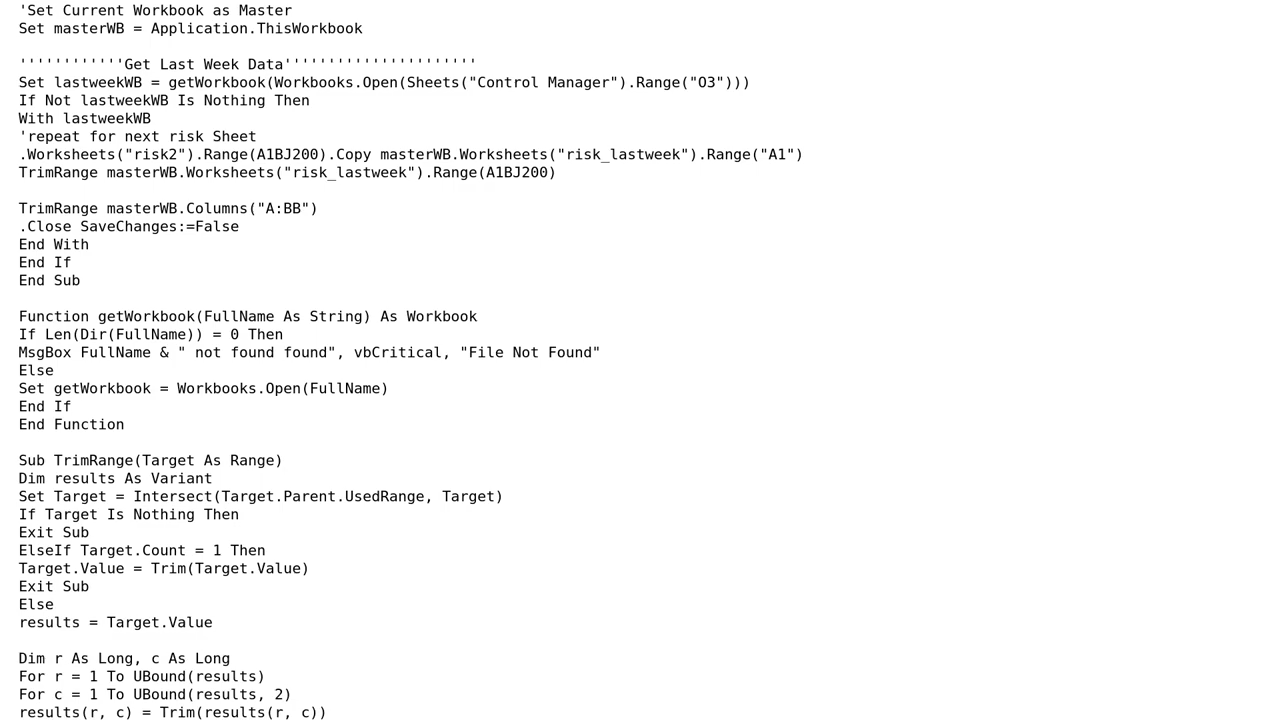 'Set Current Workbook as Master
Set masterWB = Application.ThisWorkbook
''''''''''''Get Last Week Data''''''''''''''''''''''
Set lastweekWB = getWorkbook(Workbooks.Open(Sheets("Control Manager").Range("O3")))
If Not lastweekWB Is Nothing Then
With lastweekWB
'repeat for next risk Sheet
.Worksheets("risk2").Range(A1BJ200).Copy masterWB.Worksheets("risk_lastweek").Range("A1")
TrimRange masterWB.Worksheets("risk_lastweek").Range(A1BJ200)
TrimRange masterWB.Columns("A:BB")
.Close SaveChanges:=False
End With
End If
End Sub
Function getWorkbook(FullName As String) As Workbook
If Len(Dir(FullName)) = 0 Then
MsgBox FullName & " not found found", vbCritical, "File Not Found"
Else
Set getWorkbook = Workbooks.Open(FullName)
End If
End Function
Sub TrimRange(Target As Range)
Dim results As Variant
Set Target = Intersect(Target.Parent.UsedRange, Target)
If Target Is Nothing Then
Exit Sub
ElseIf Target.Count = 1 Then
Target.Value = Trim(Target.Value)
Exit Sub
Else
results = Target.Value
Dim r As Long, c As Long
For r = 1 To UBound(results)
For c = 1 To UBound(results, 2)
results(r, c) = Trim(results(r, c))